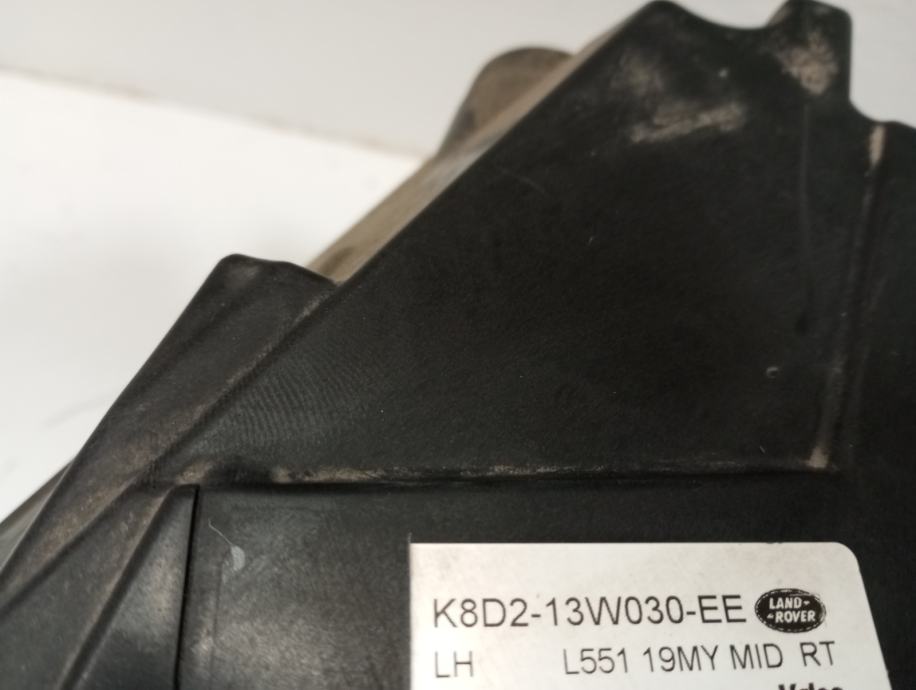 K8D2-13W030-EE LAND ROVER
LH L551 19MY MID RT